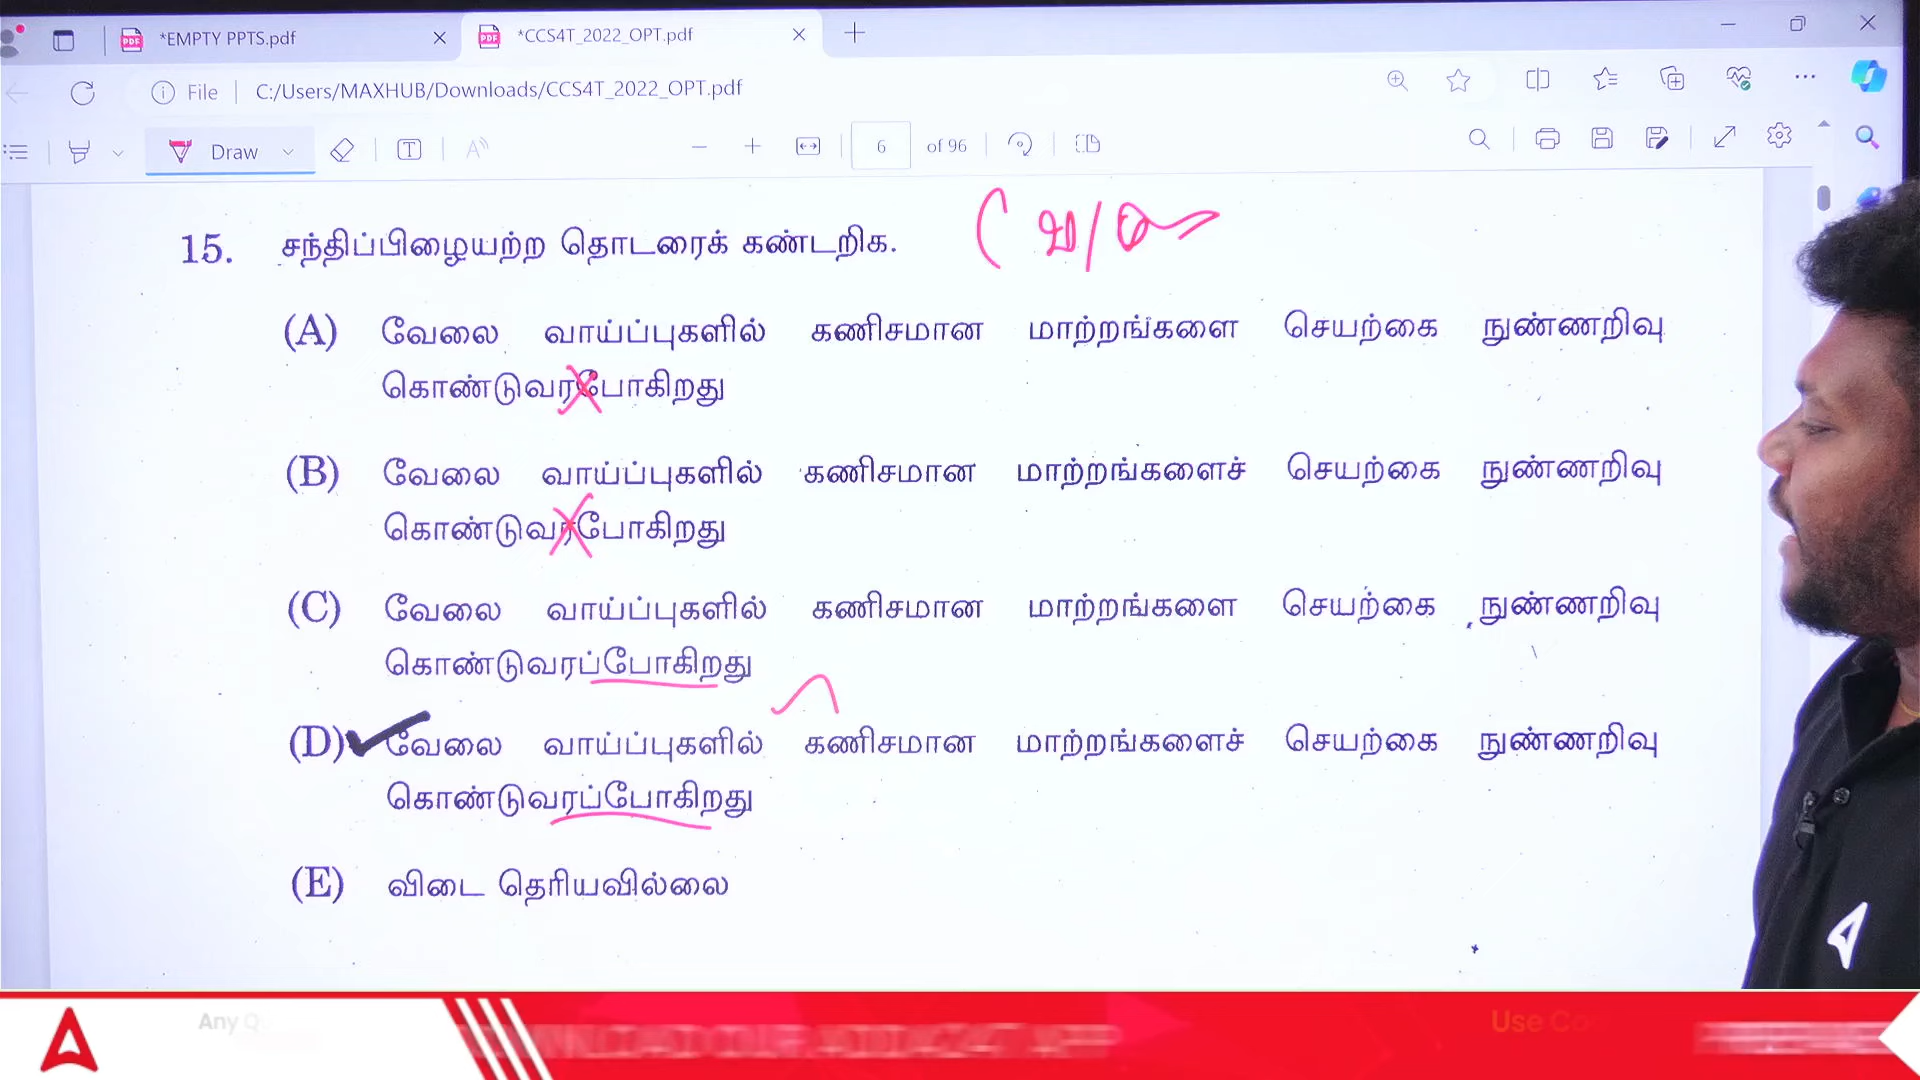 *EMPTY PPTS.pdf
*CCS4T_2022_OPT.pdf
File
C:/Users/MAXHUB/Downloads/CCS4T_2022_OPT.pdf
Draw
6 of 96
15. சந்திப்பிழையற்ற தொடரைக் கண்டறிக.
(A) வேலை வாய்ப்புகளில் கணிசமான மாற்றங்களை செயற்கை நுண்ணறிவு
கொண்டுவரபோகிறது
(B) வேலை வாய்ப்புகளில் கணிசமான மாற்றங்களைச் செயற்கை நுண்ணறிவு
கொண்டுவரபோகிறது
(C) வேலை வாய்ப்புகளில் கணிசமான மாற்றங்களை செயற்கை நுண்ணறிவு
கொண்டுவரப்போகிறது
(D) வேலை வாய்ப்புகளில் கணிசமான மாற்றங்களைச் செயற்கை நுண்ணறிவு
கொண்டுவரப்போகிறது
(E) விடை தெரியவில்லை
Any
Use